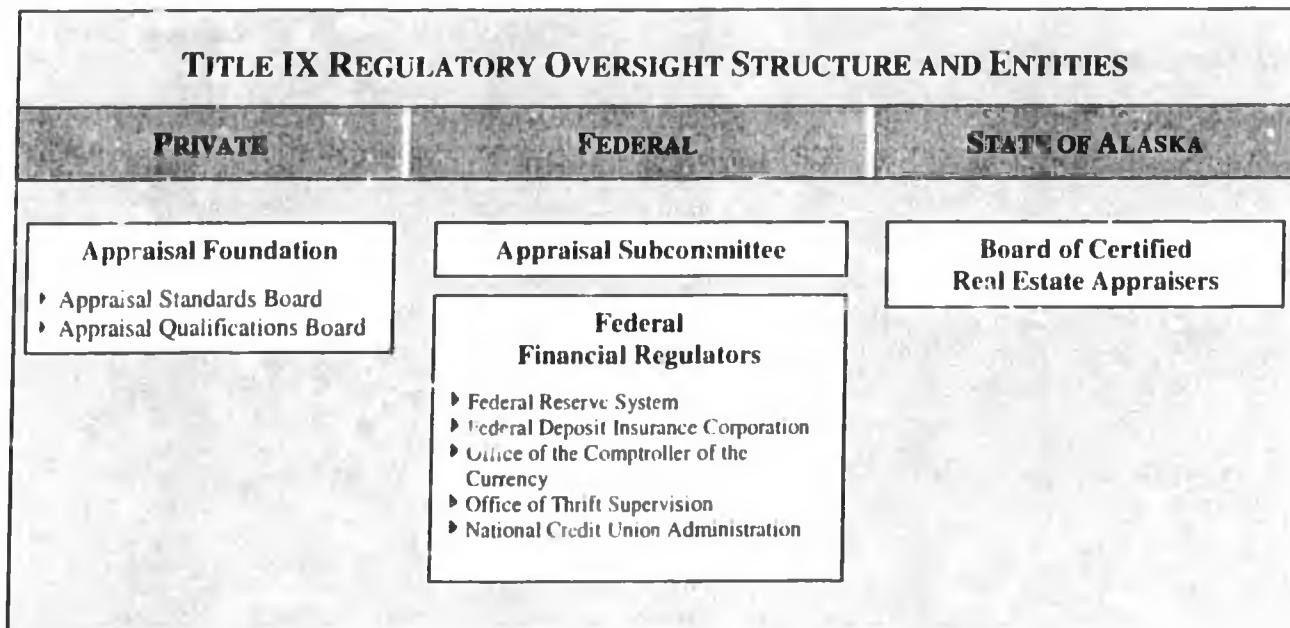 TITLE IX REGULATORY OVERSIGHT STRUCTURE AND ENTITIES
PRIVATE
FEDERAL
STATE OF ALASKA
Appraisal Foundation
▸ Appraisal Standards Board
▸ Appraisal Qualifications Board
Appraisal Subcommittee
Federal
Financial Regulators
▸ Federal Reserve System
▸ Federal Deposit Insurance Corporation
▸ Office of the Comptroller of the
Currency
▸ Office of Thrift Supervision
▸ National Credit Union Administration
Board of Certified
Real Estate Appraisers